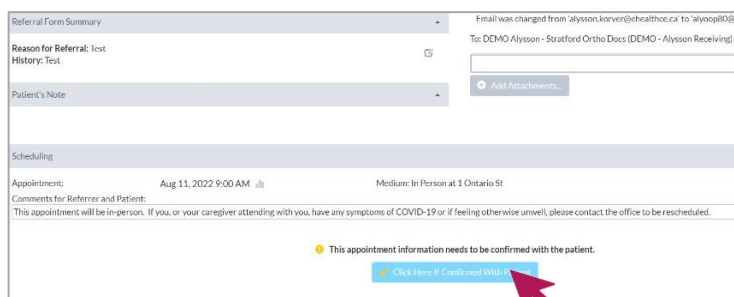 Referral Form Summary
Reason for Referral: Test
History: Test
Patient's Note
Email was changed from 'alysson.korver@ehealthce.ca' to 'alyoop80@
To: DEMO Alysson - Stratford Ortho Docs (DEMO - Alysson Receiving)
Add Attachments...
Scheduling
Appointment: Aug 11, 2022 9:00 AM Medium: In Person at 1 Ontario St
Comments for Referrer and Patient:
This appointment will be in-person. If you, or your caregiver attending with you, have any symptoms of COVID-19 or if feeling otherwise unwell, please contact the office to be rescheduled.
This appointment information needs to be confirmed with the patient.
Click Here If Confirmed With